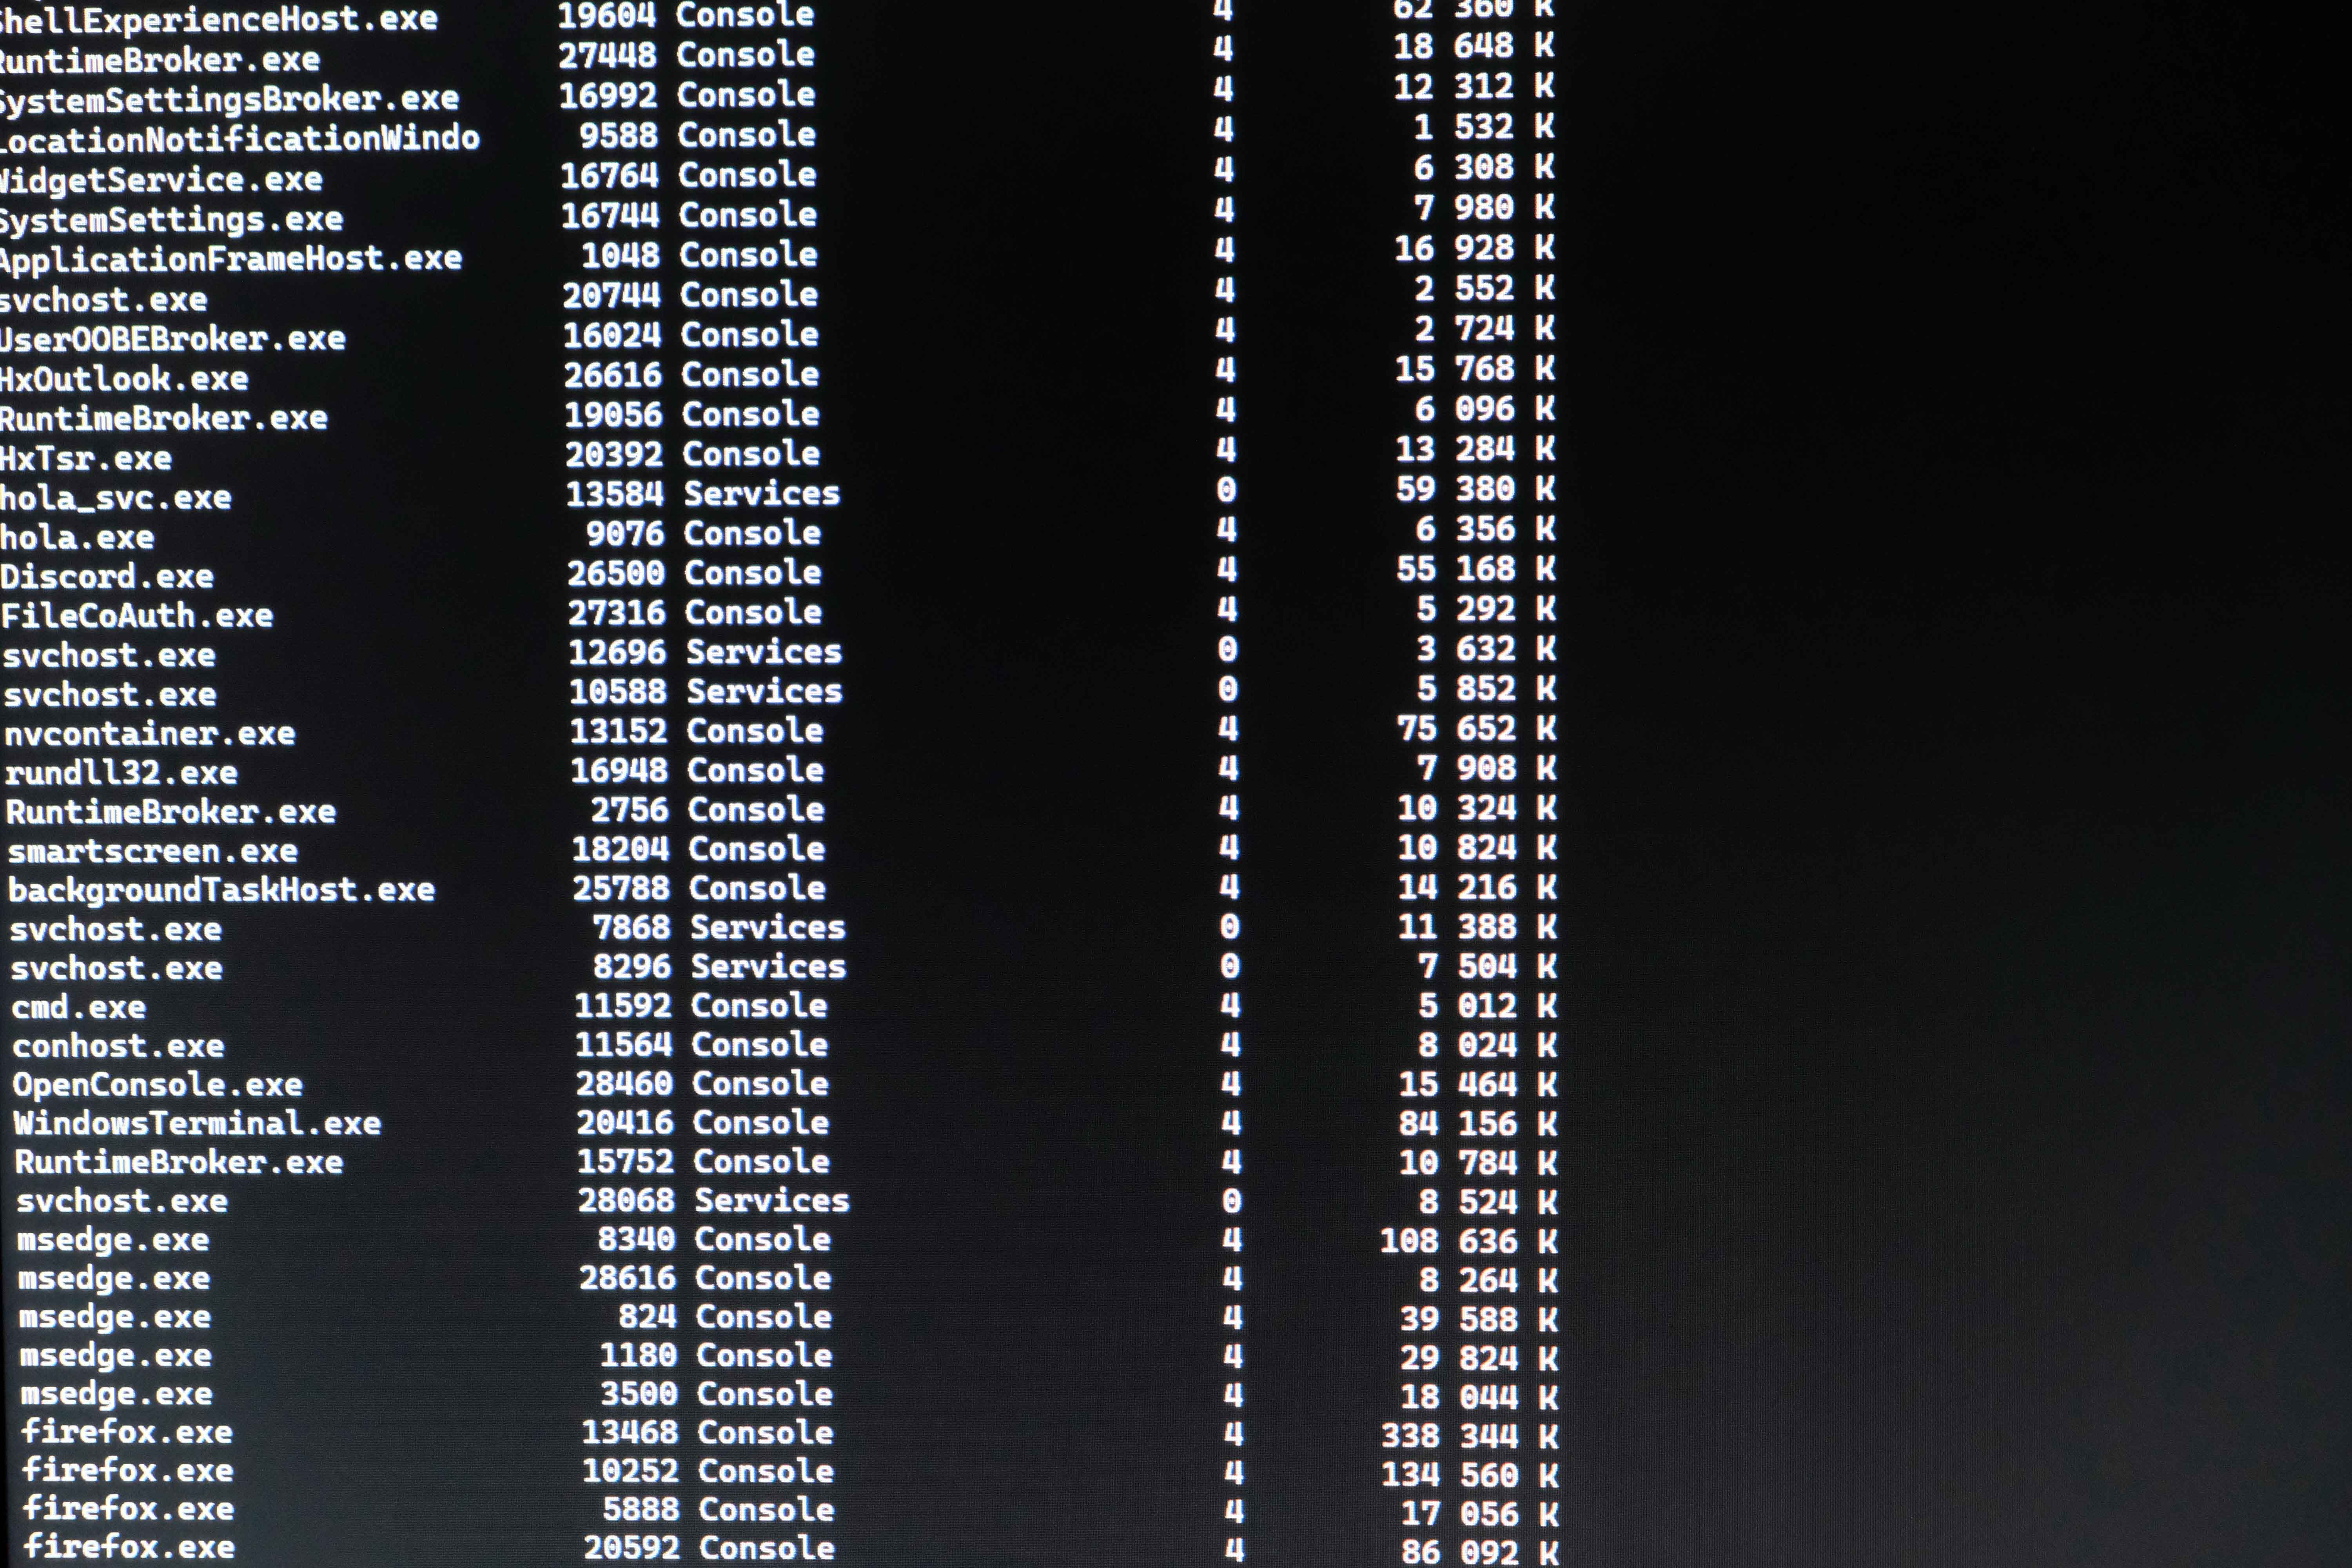 ShellExperienceHost.exe 19604 Console 4 62 360 K
RuntimeBroker.exe 27448 Console 4 18 648 K
SystemSettingsBroker.exe 16992 Console 4 12 312 K
LocationNotificationWindo 9588 Console 4 1 532 K
WidgetService.exe 16764 Console 4 6 308 K
SystemSettings.exe 16744 Console 4 7 980 K
ApplicationFrameHost.exe 1048 Console 4 16 928 K
svchost.exe 20744 Console 4 2 552 K
UserOOBEBroker.exe 16024 Console 4 2 724 K
HxOutlook.exe 26616 Console 4 15 768 K
RuntimeBroker.exe 19056 Console 4 6 096 K
HxTsr.exe 20392 Console 4 13 284 K
hola_svc.exe 13584 Services 0 59 380 K
hola.exe 9076 Console 4 6 356 K
Discord.exe 26500 Console 4 55 168 K
FileCoAuth.exe 27316 Console 4 5 292 K
svchost.exe 12696 Services 0 3 632 K
svchost.exe 10588 Services 0 5 852 K
nvcontainer.exe 13152 Console 4 75 652 K
rundll32.exe 16948 Console 4 7 908 K
RuntimeBroker.exe 2756 Console 4 10 324 K
smartscreen.exe 18204 Console 4 10 824 K
backgroundTaskHost.exe 25788 Console 4 14 216 K
svchost.exe 7868 Services 0 11 388 K
svchost.exe 8296 Services 0 7 504 K
cmd.exe 11592 Console 4 5 012 K
conhost.exe 11564 Console 4 8 024 K
OpenConsole.exe 28460 Console 4 15 464 K
WindowsTerminal.exe 20416 Console 4 84 156 K
RuntimeBroker.exe 15752 Console 4 10 784 K
svchost.exe 28068 Services 0 8 524 K
msedge.exe 8340 Console 4 108 636 K
msedge.exe 28616 Console 4 8 264 K
msedge.exe 824 Console 4 39 588 K
msedge.exe 1180 Console 4 29 824 K
msedge.exe 3500 Console 4 18 044 K
firefox.exe 13468 Console 4 338 344 K
firefox.exe 10252 Console 4 134 560 K
firefox.exe 5888 Console 4 17 056 K
firefox.exe 20592 Console 4 86 092 K